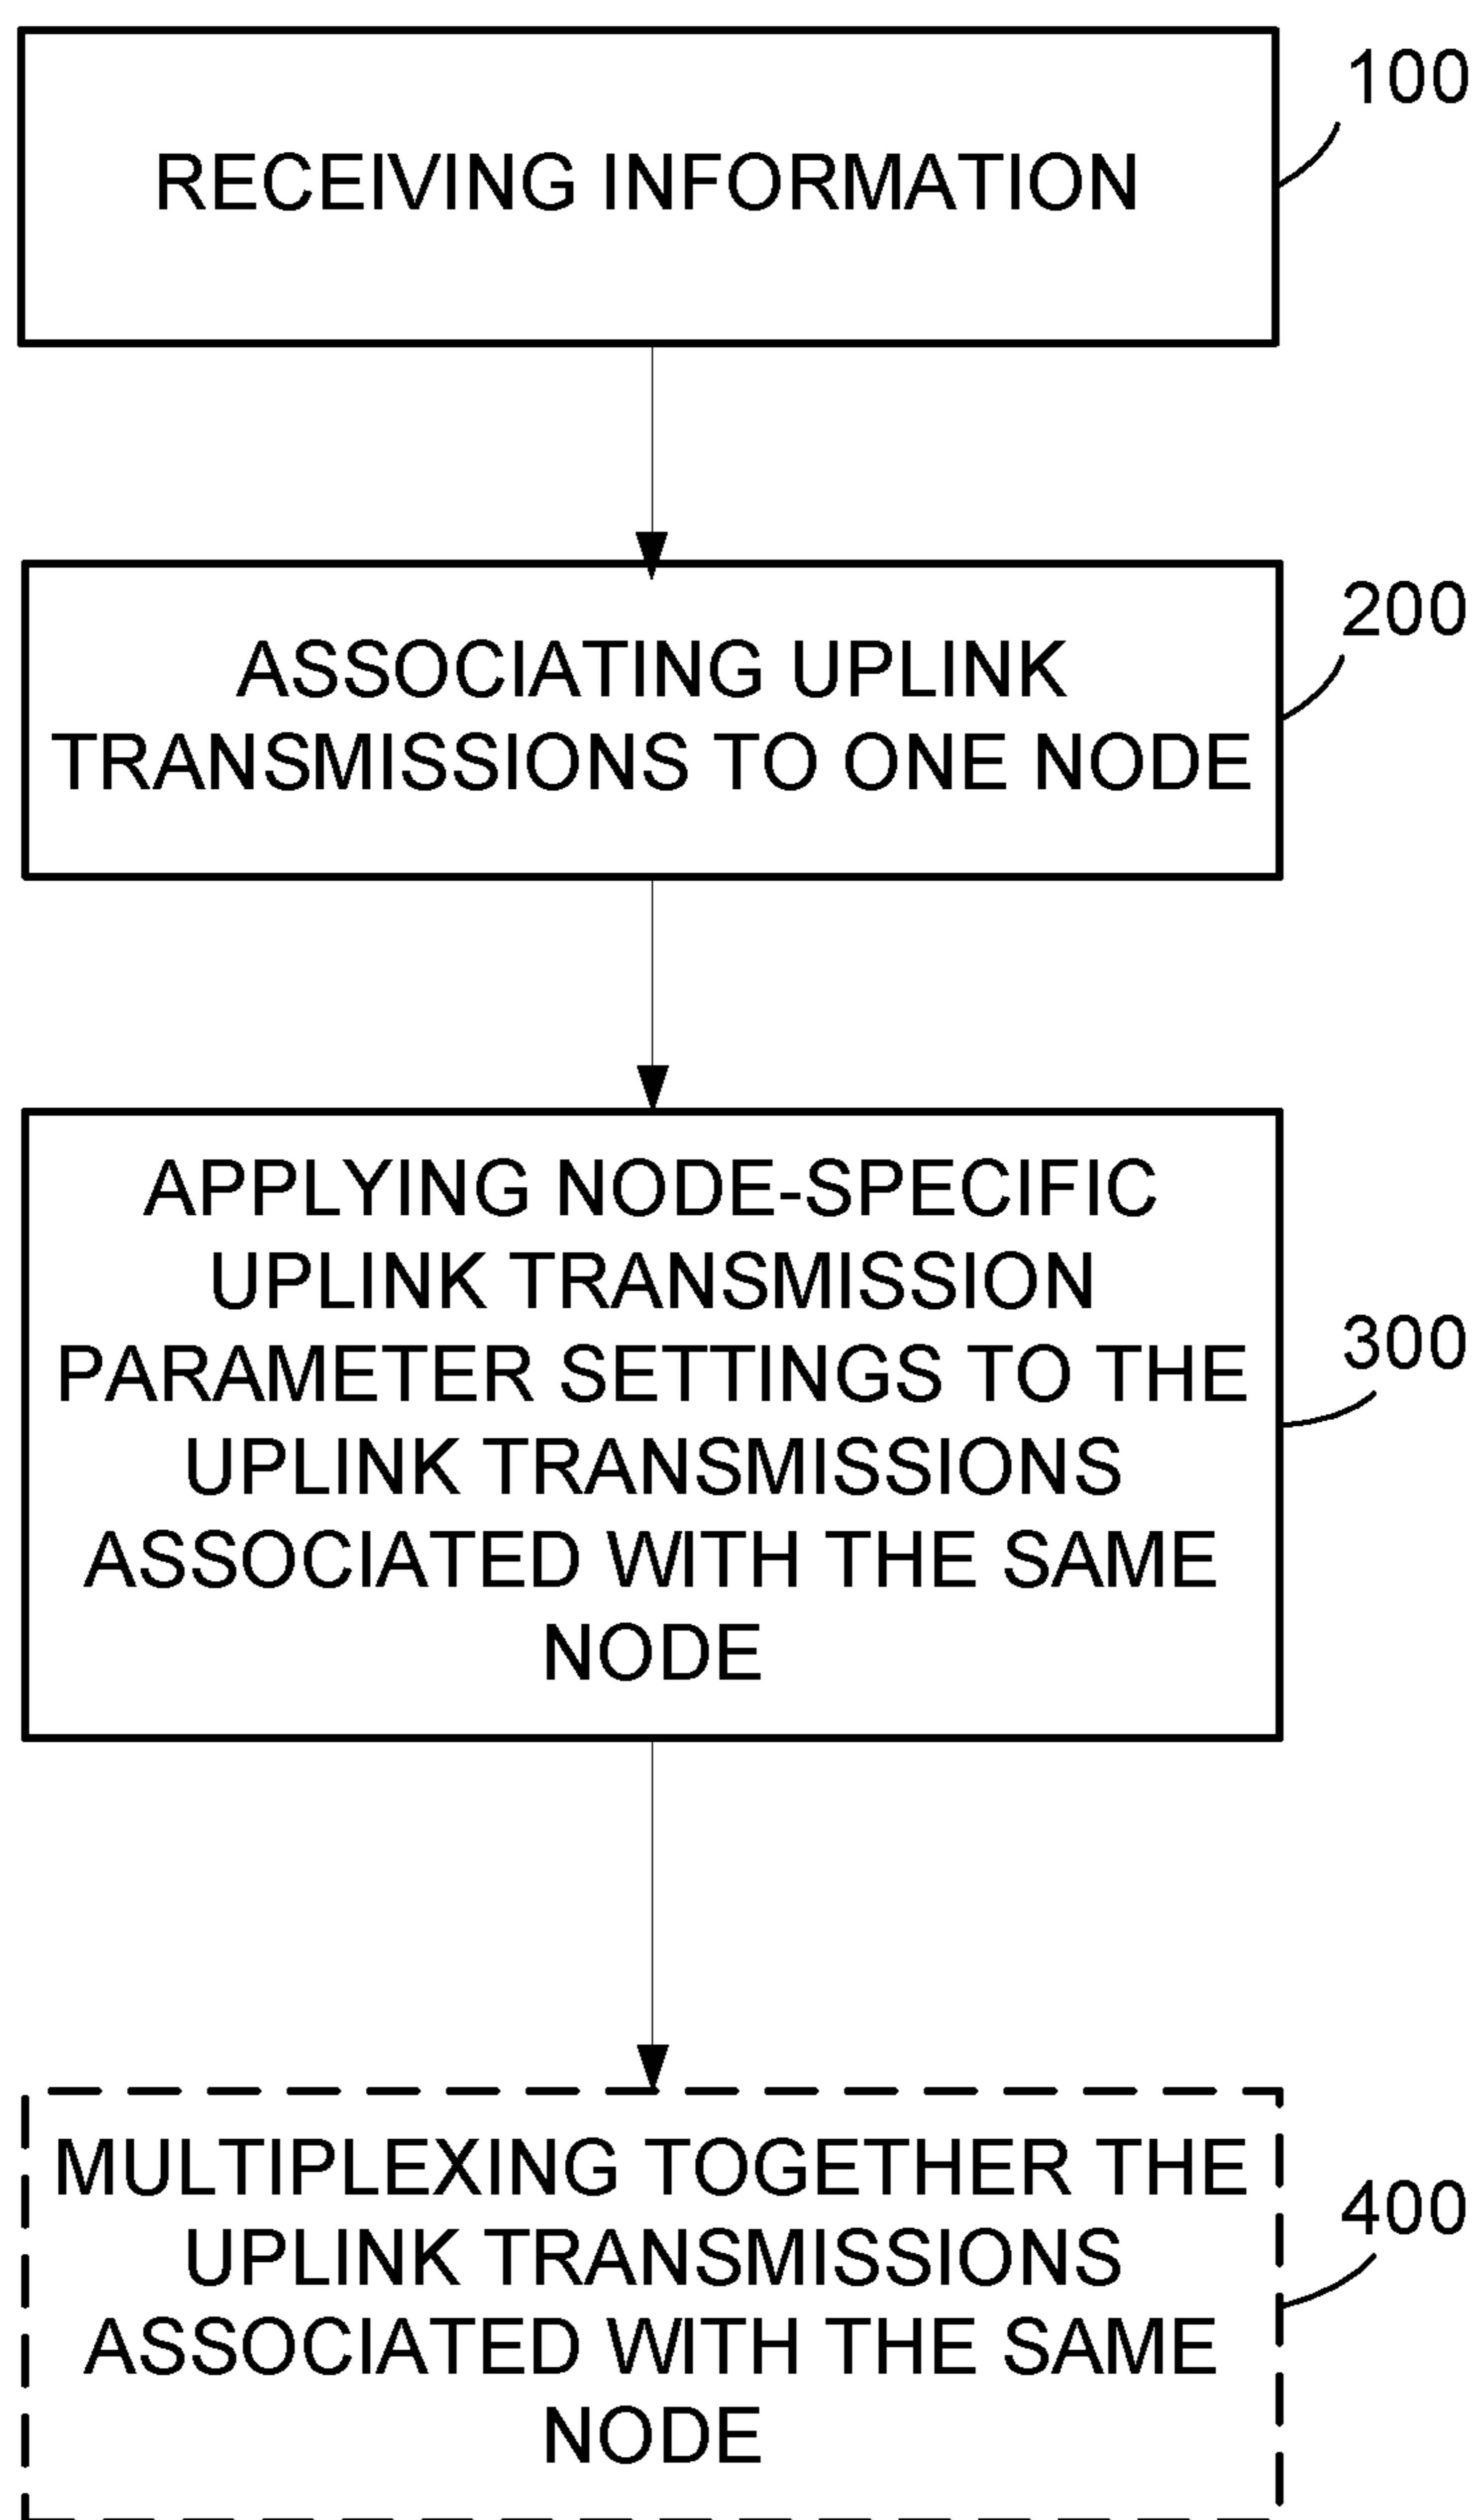 100
RECEIVING INFORMATION
200
ASSOCIATING UPLINK
TRANSMISSIONS TO ONE NODE
APPLYING NODE-SPECIFIC
UPLINK TRANSMISSION
PARAMETER SETTINGS TO THE
300
UPLINK TRANSMISSIONS
ASSOCIATED WITH THE SAME
NODE
MULTIPLEXING TOGETHER THE
400
UPLINK TRANSMISSIONS
ASSOCIATED WITH THE SAME
NODE